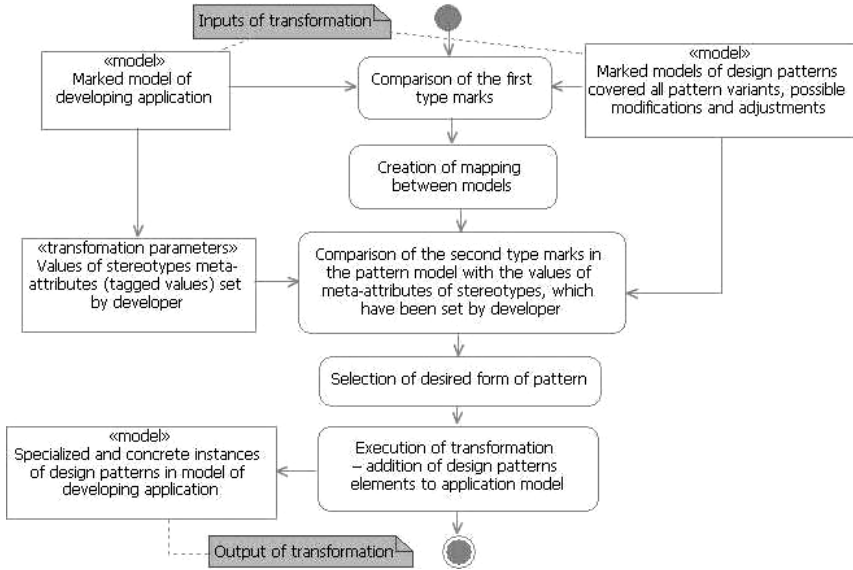 Inputs of transformation
«model»
Marked model of
developing application
Comparison of the first
type marks
«model»
Marked models of design patterns
covered all pattern variants, possible
modifications and adjustments
Creation of mapping
between models
«transfomation parameters»
Values of stereotypes meta-
attributes (tagged values) set
by developer
Comparison of the second type marks in
the pattern model with the values of
meta-attributes of stereotypes, which
have been set by developer
Selection of desired form of pattern
«model»
Specialized and concrete instances
of design patterns in model of
developing application
Execution of transformation
– addition of design patterns
elements to application model
Output of transformation